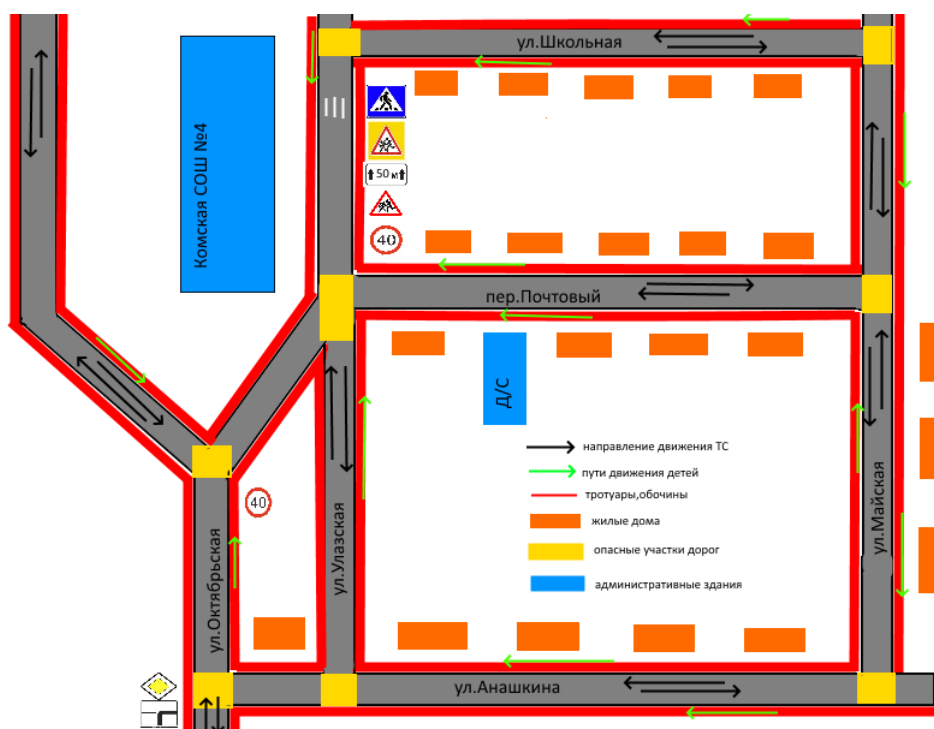 ул.Школьная
Комская СОШ №4
50 м
40
пер.Почтовый
Д/С
направление движения ТС
пути движения детей
тротуары,обочины
жилые дома
опасные участки дорог
административные здания
40
ул.Октябрьская
ул.Улазская
ул.Майская
ул.Анашкина